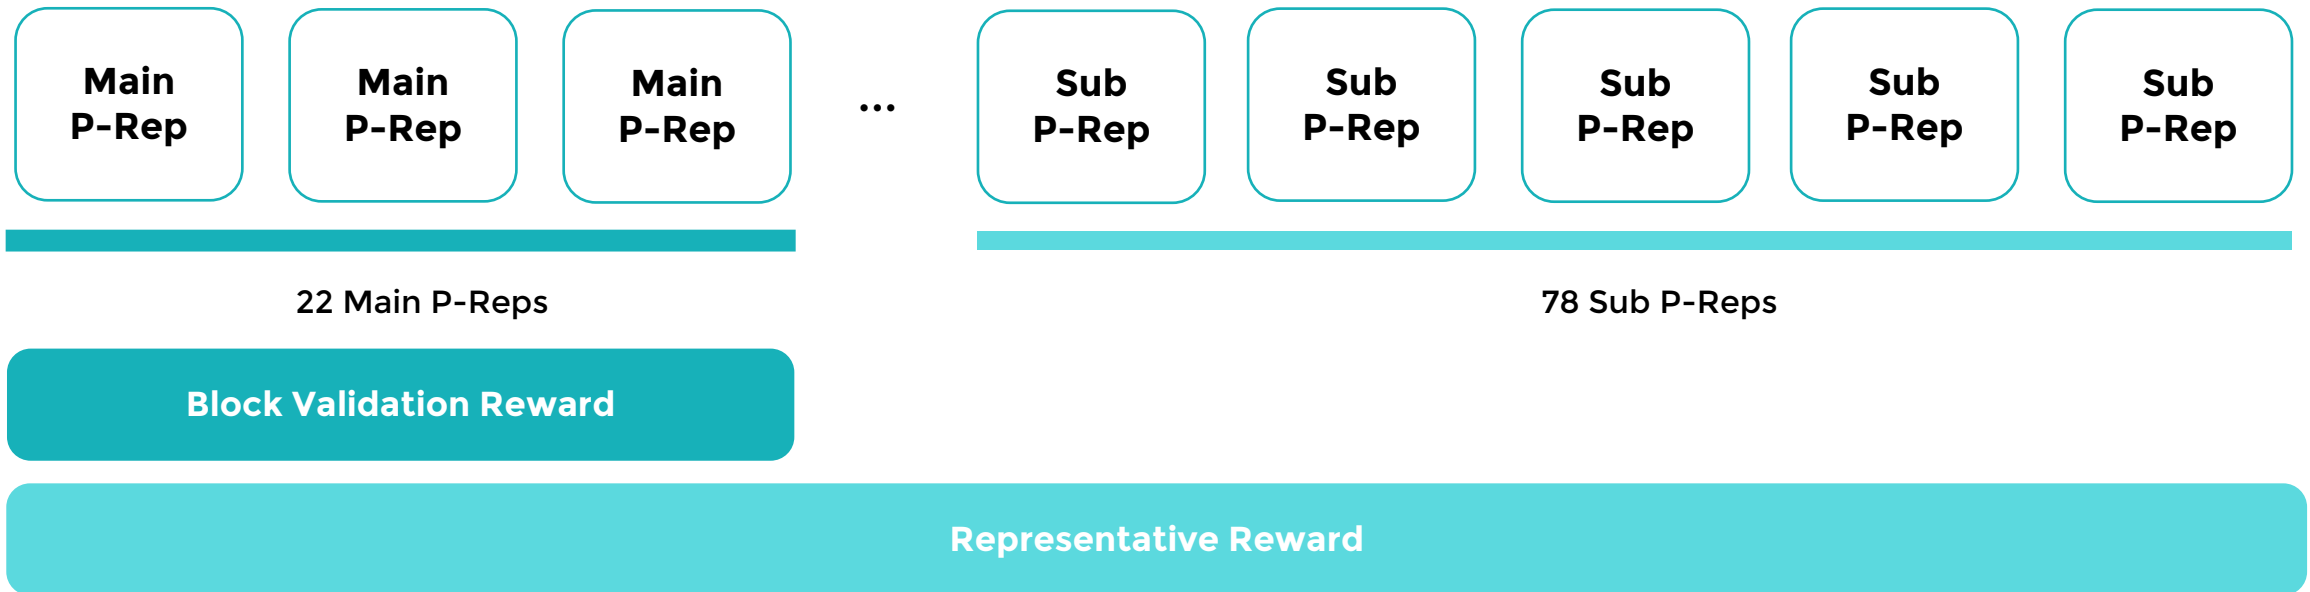 Main
P-Rep
Main
P-Rep
Main
P-Rep
...
Sub
P-Rep
Sub
P-Rep
Sub
P-Rep
Sub
P-Rep
Sub
P-Rep
22 Main P-Reps
78 Sub P-Reps
Block Validation Reward
Representative Reward